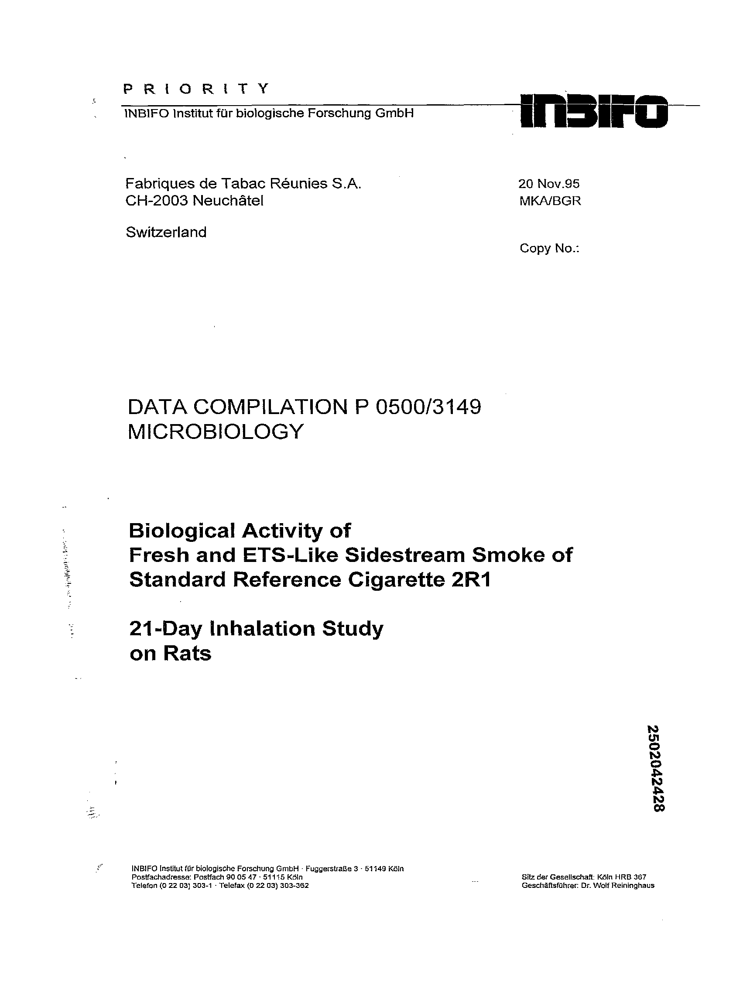 PRIORITY
INBIFO Institut für biologische Forschung GmbH
INBIFO
Fabriques de Tabac Réunies S.A.
CH-2003 Neuchâtel
Switzerland
20 Nov.95
MKA/BGR
Copy No.:
DATA COMPILATION P 0500/3149
MICROBIOLOGY
Biological Activity of
Fresh and ETS-Like Sidestream Smoke of
Standard Reference Cigarette 2R1
21-Day Inhalation Study
on Rats
2502042428
INBIFO Institut für biologische Forschung GmbH · Fuggerstraße 3 · 51149 Köln
Postfachadresse: Postfach 90 05 47 · 51115 Köln
Telefon (0 22 03) 303-1 · Telefax (0 22 03) 303-362
Sitz der Gesellschaft: Köln HRB 367
Geschäftsführer: Dr. Wolf Reininghaus